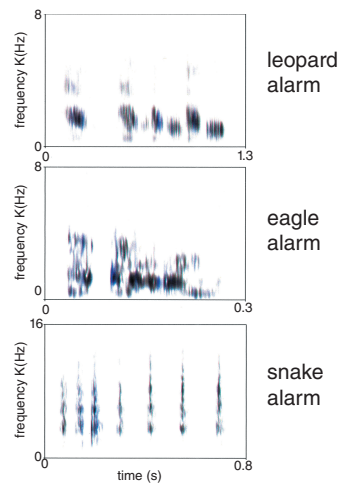 8
frequency K(Hz)
0
0
1.3
leopard
alarm
8
frequency K(Hz)
0
0
0.3
eagle
alarm
16
frequency K(Hz)
0
0
0.8
time (s)
snake
alarm